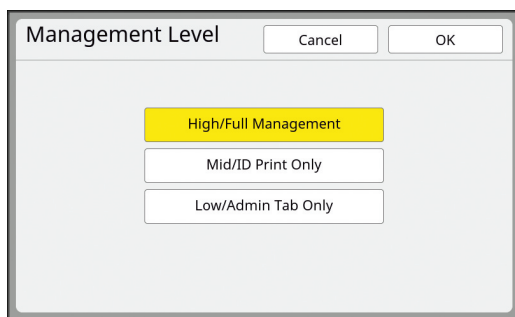 Management Level
Cancel
OK
High/Full Management
Mid/ID Print Only
Low/Admin Tab Only